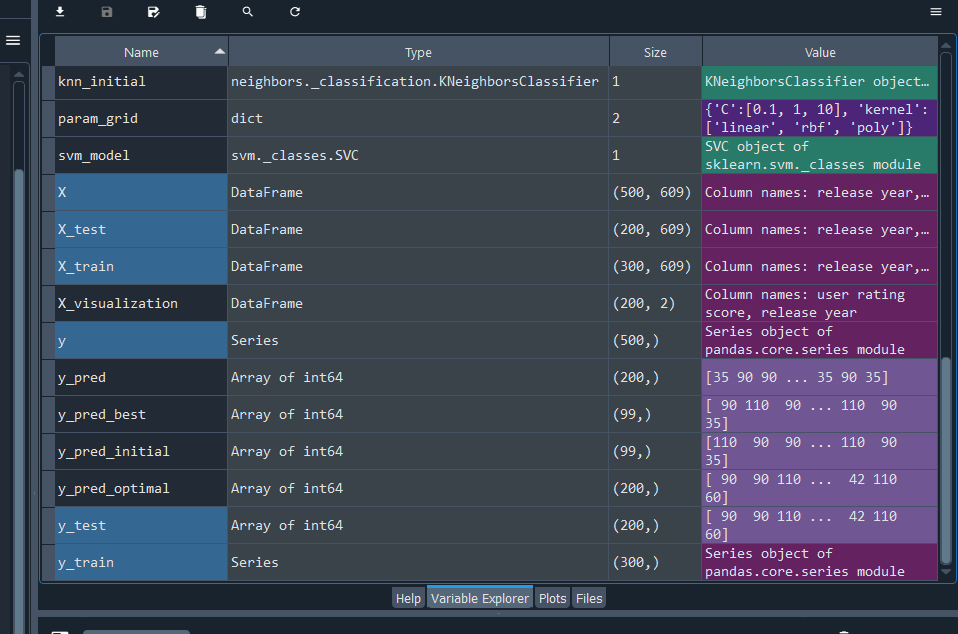 Name Type Size Value
knn_initial neighbors._classification.KNeighborsClassifier 1 KNeighborsClassifier object…
param_grid dict 2 {'C':[0.1, 1, 10], 'kernel':
['linear', 'rbf', 'poly']}
svm_model svm._classes.SVC 1 SVC object of
sklearn.svm._classes module
X DataFrame (500, 609) Column names: release year,…
X_test DataFrame (200, 609) Column names: release year,…
X_train DataFrame (300, 609) Column names: release year,…
X_visualization DataFrame (200, 2) Column names: user rating
score, release year
y Series (500,) Series object of
pandas.core.series module
y_pred Array of int64 (200,) [35 90 90 ... 35 90 35]
y_pred_best Array of int64 (99,) [ 90 110  90 ... 110  90
35]
y_pred_initial Array of int64 (99,) [110  90  90 ... 110  90
35]
y_pred_optimal Array of int64 (200,) [ 90  90 110 ...  42 110
60]
y_test Array of int64 (200,) [ 90  90 110 ...  42 110
60]
y_train Series (300,) Series object of
pandas.core.series module
Help Variable Explorer Plots Files